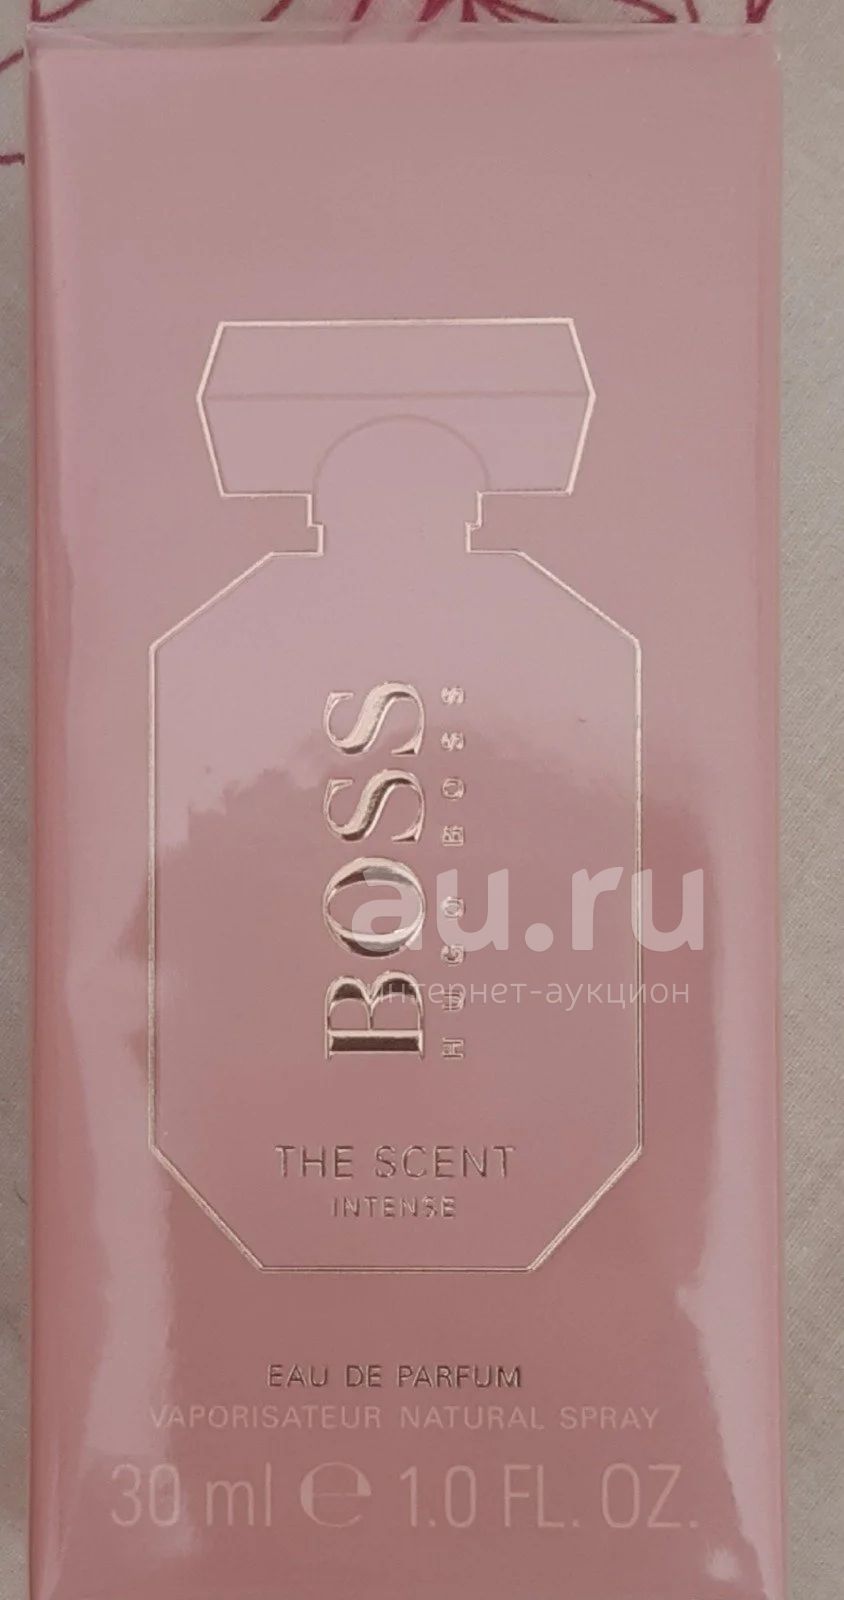 BOSS
HUGO BOSS
au.ru
интернет-аукцион
THE SCENT
INTENSE
EAU DE PARFUM
VAPORISATEUR NATURAL SPRAY
30 ml ℮ 1.0 FL. OZ.